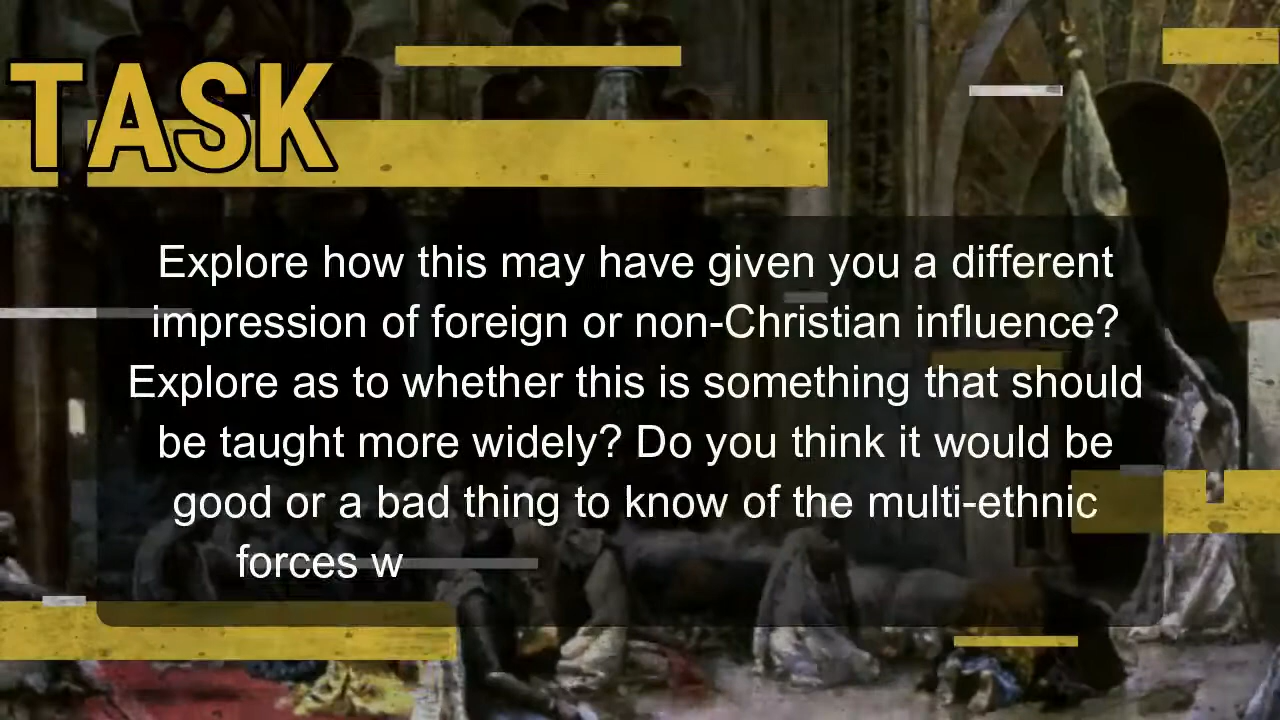 TASK
Explore how this may have given you a different
impression of foreign or non-Christian influence?
Explore as to whether this is something that should
be taught more widely? Do you think it would be
good or a bad thing to know of the multi-ethnic
forces w